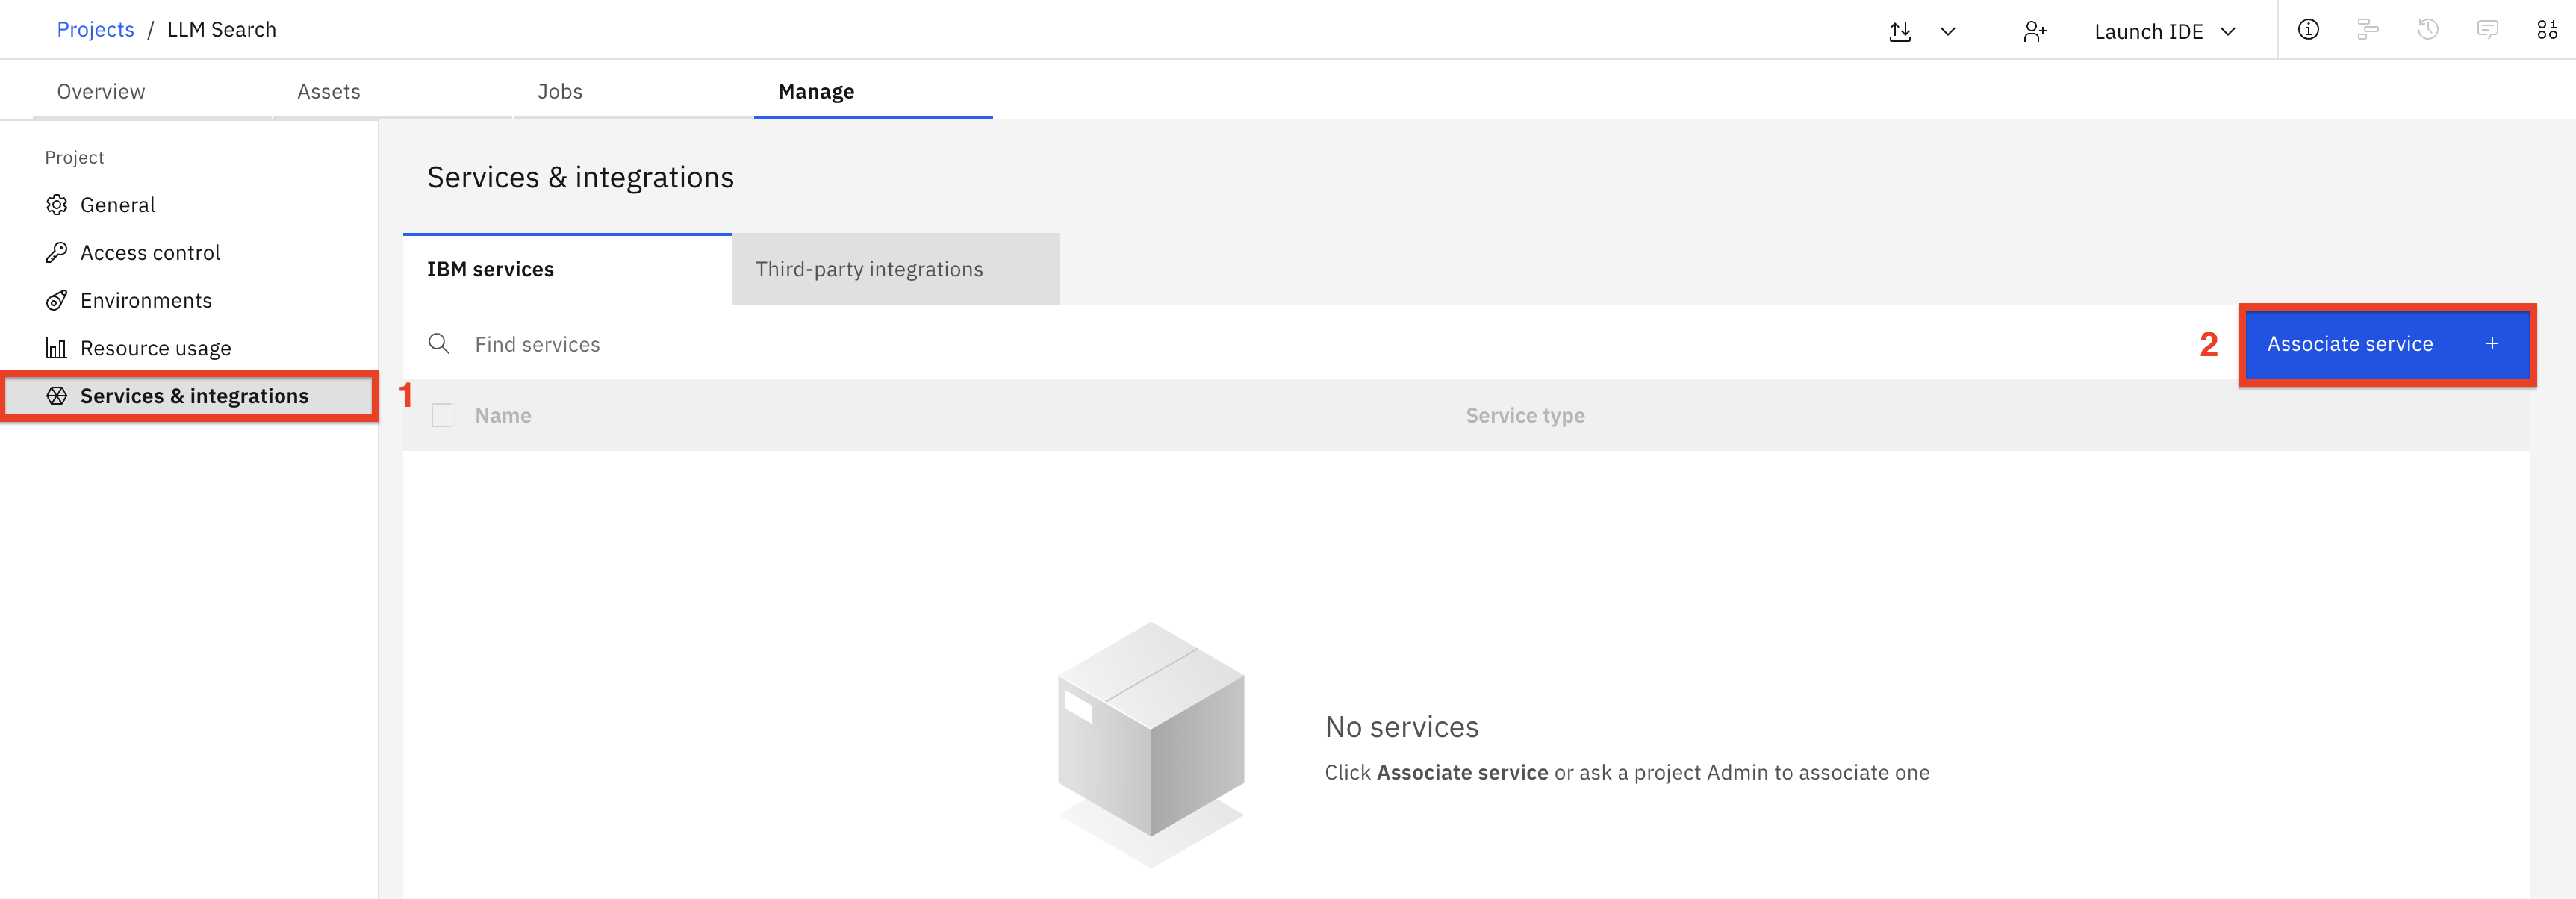 Projects / LLM Search
Launch IDE
Overview Assets Jobs Manage
Project
General
Access control
Environments
Resource usage
Services & integrations
1
Services & integrations
IBM services Third-party integrations
Find services
2
Associate service +
Name Service type
No services
Click Associate service or ask a project Admin to associate one